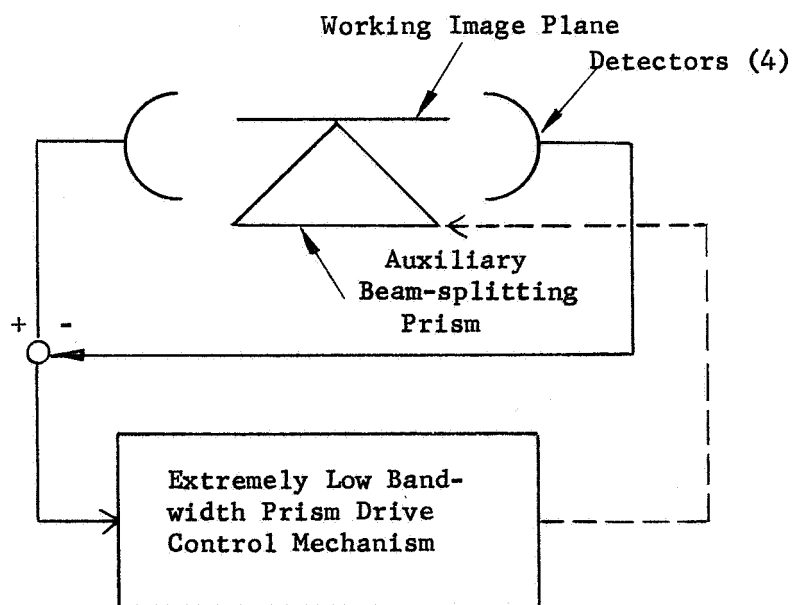 Working Image Plane
Detectors (4)
Auxiliary
Beam-splitting
Prism
+ -
Extremely Low Band-
width Prism Drive
Control Mechanism